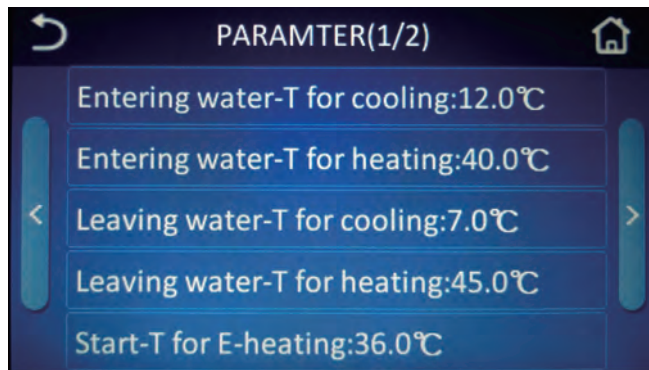 PARAMTER(1/2)
Entering water-T for cooling:12.0℃
Entering water-T for heating:40.0℃
Leaving water-T for cooling:7.0℃
Leaving water-T for heating:45.0℃
Start-T for E-heating:36.0℃